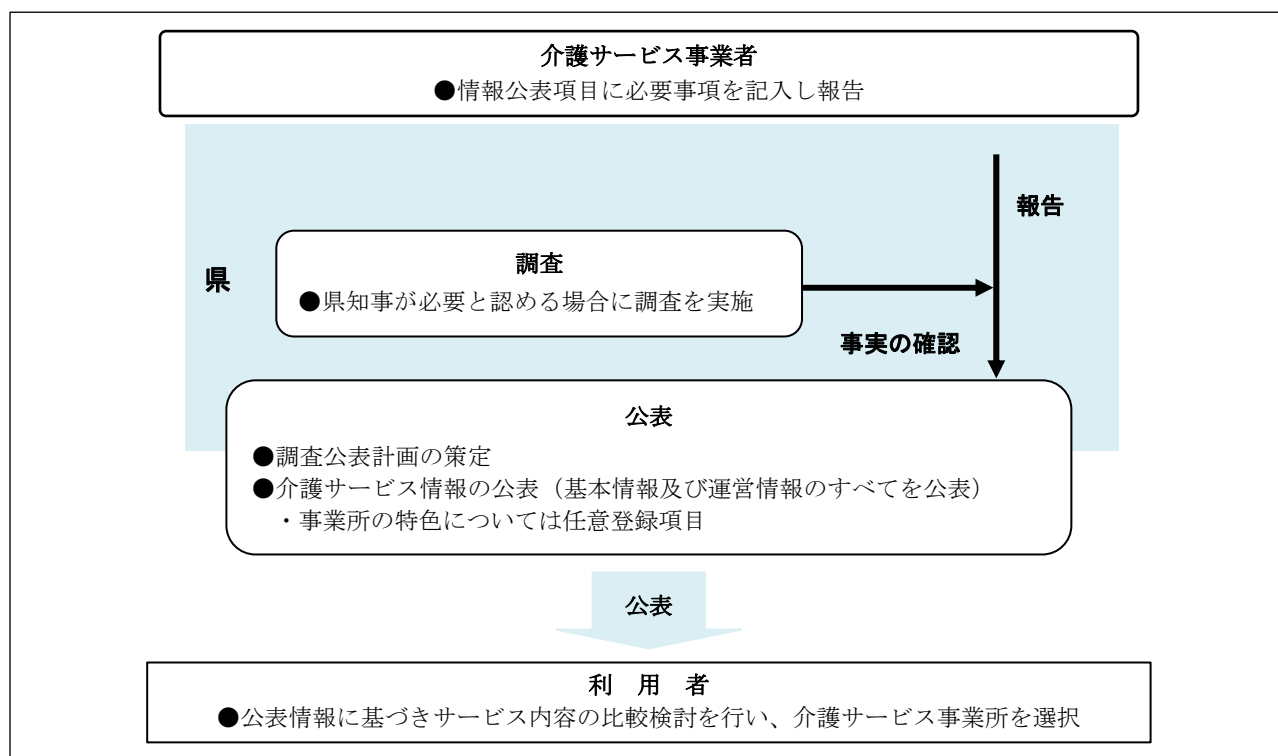 介護サービス事業者
●情報公表項目に必要事項を記入し報告
報告
県
調査
●県知事が必要と認める場合に調査を実施
事実の確認
公表
●調査公表計画の策定
●介護サービス情報の公表（基本情報及び運営情報のすべてを公表）
・事業所の特色については任意登録項目
公表
利　用　者
●公表情報に基づきサービス内容の比較検討を行い、介護サービス事業所を選択